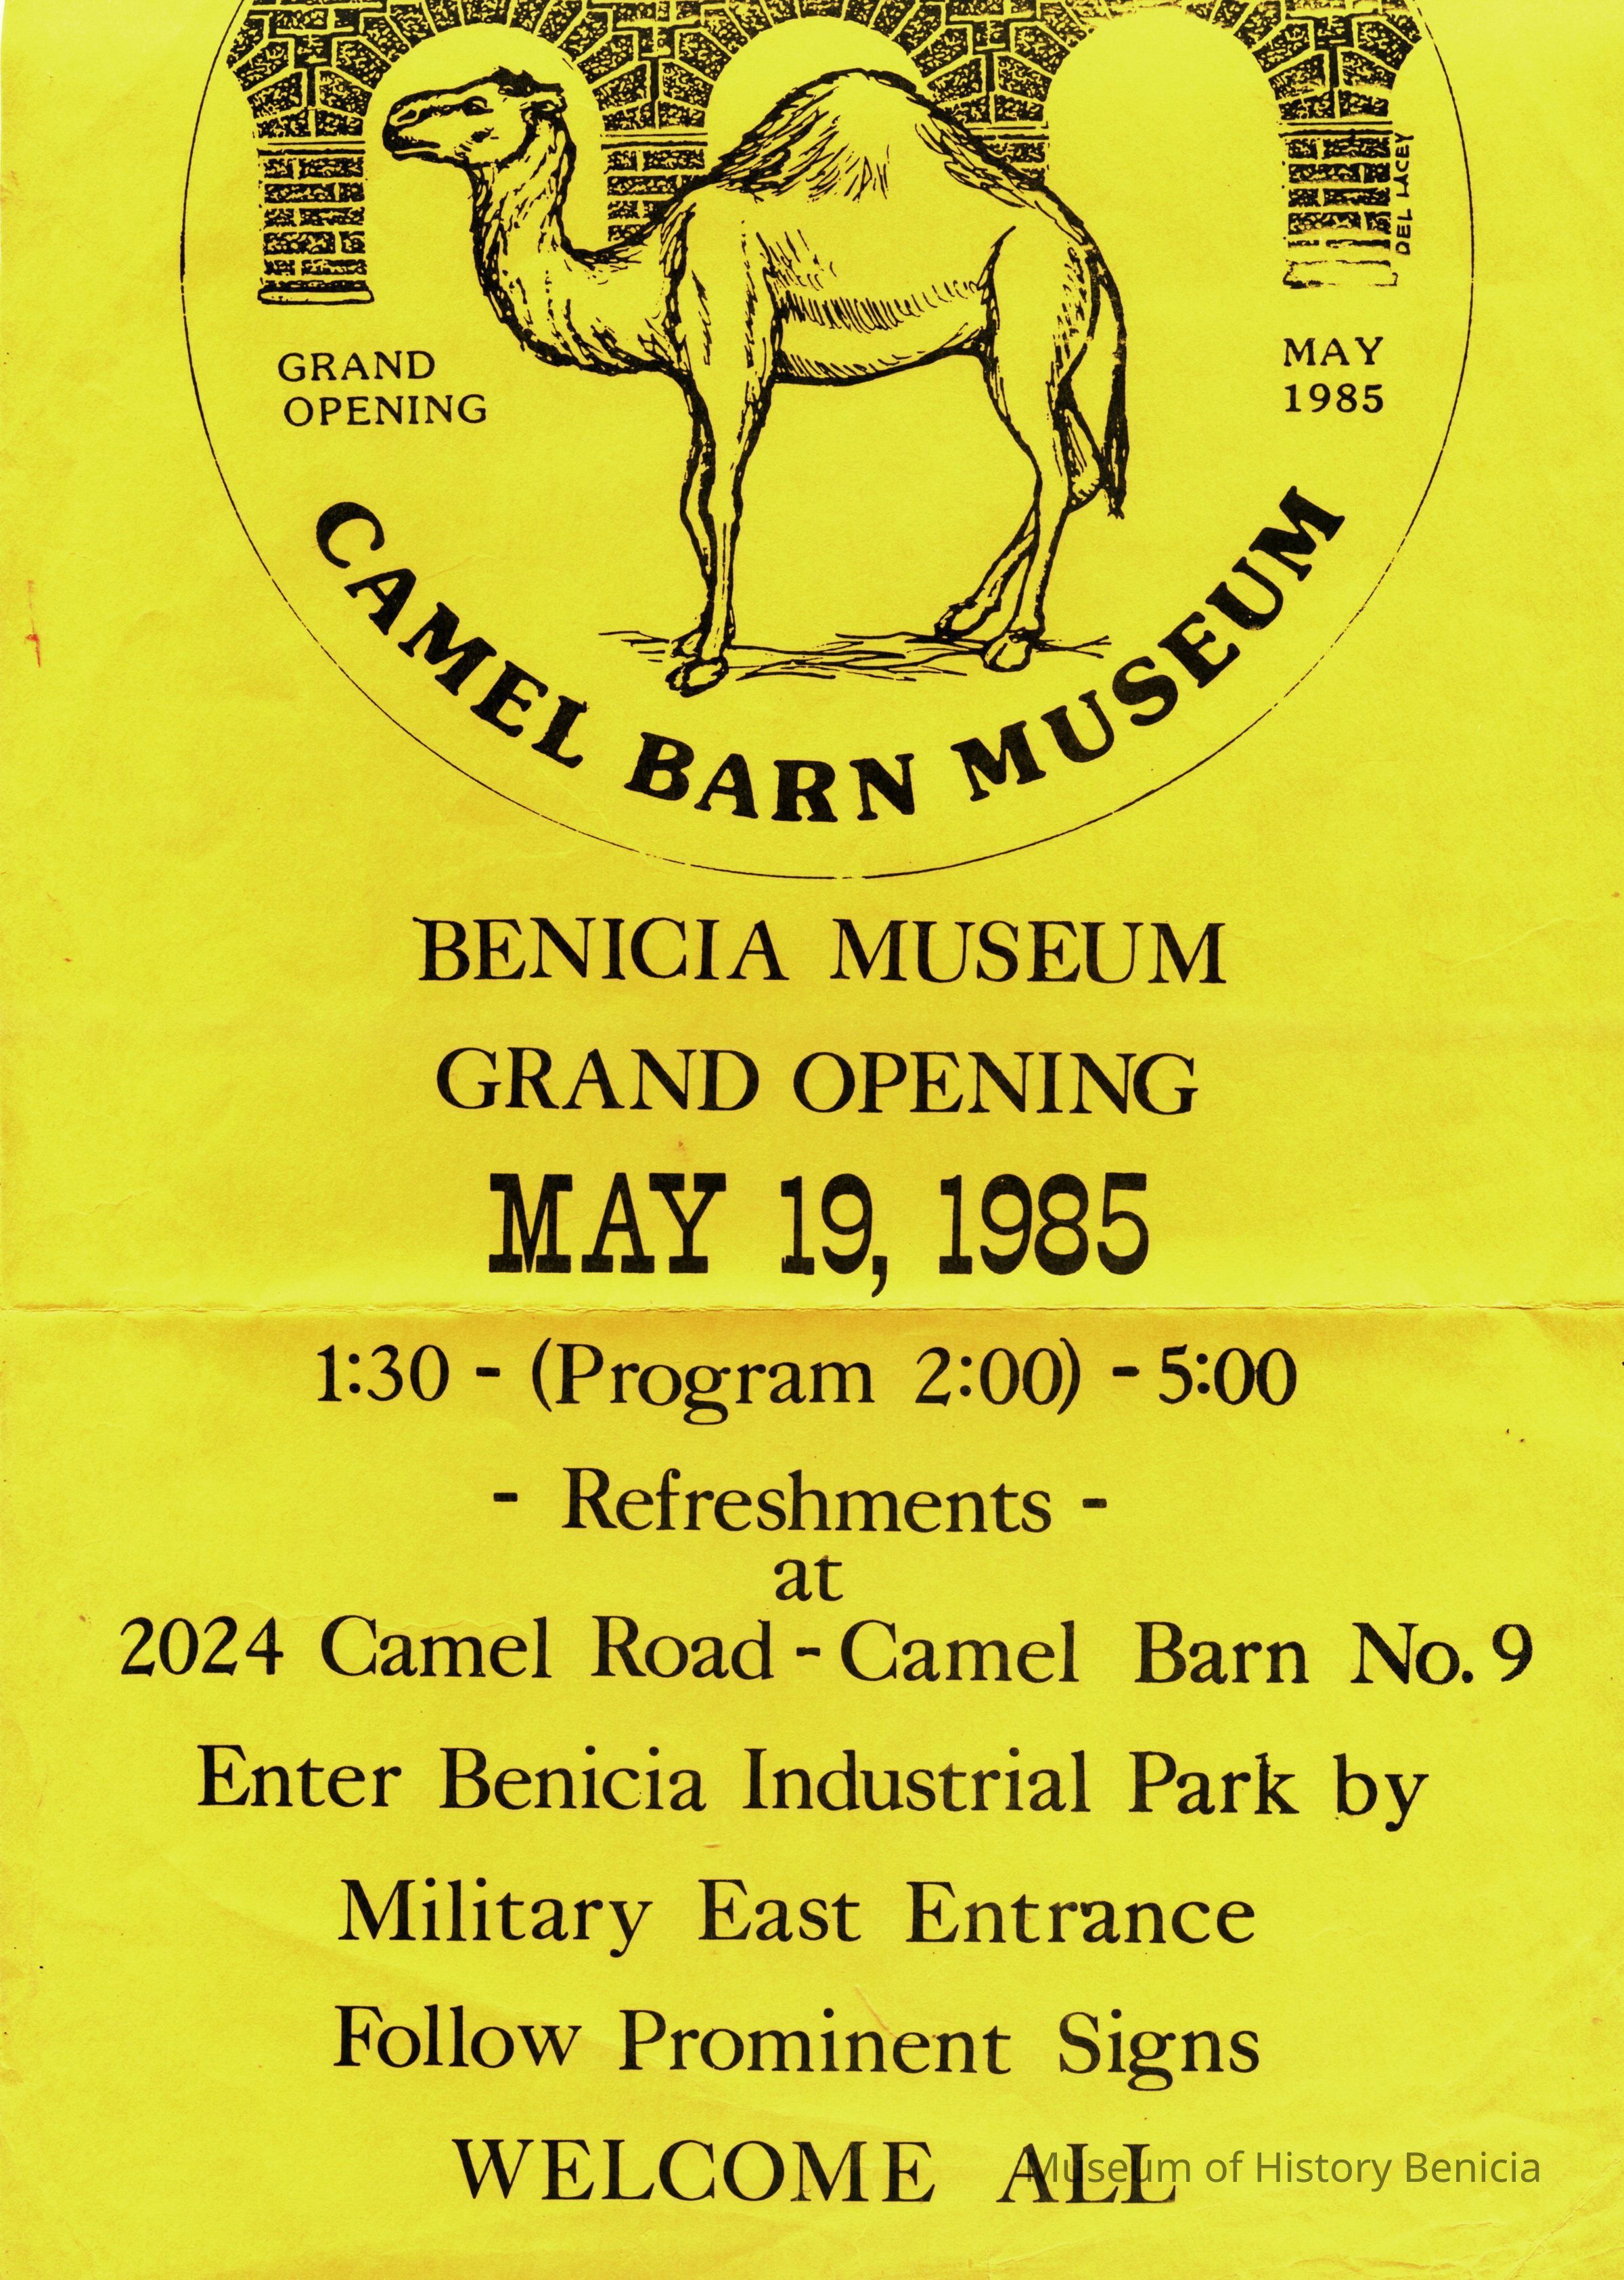 DEL LACEY
GRAND
OPENING
MAY
1985
CAMEL BARN MUSEUM
BENICIA MUSEUM
GRAND OPENING
MAY 19, 1985
1:30 - (Program 2:00) - 5:00
- Refreshments -
at
2024 Camel Road - Camel Barn No. 9
Enter Benicia Industrial Park by
Military East Entrance
Follow Prominent Signs
WELCOME ALL
Museum of History Benicia